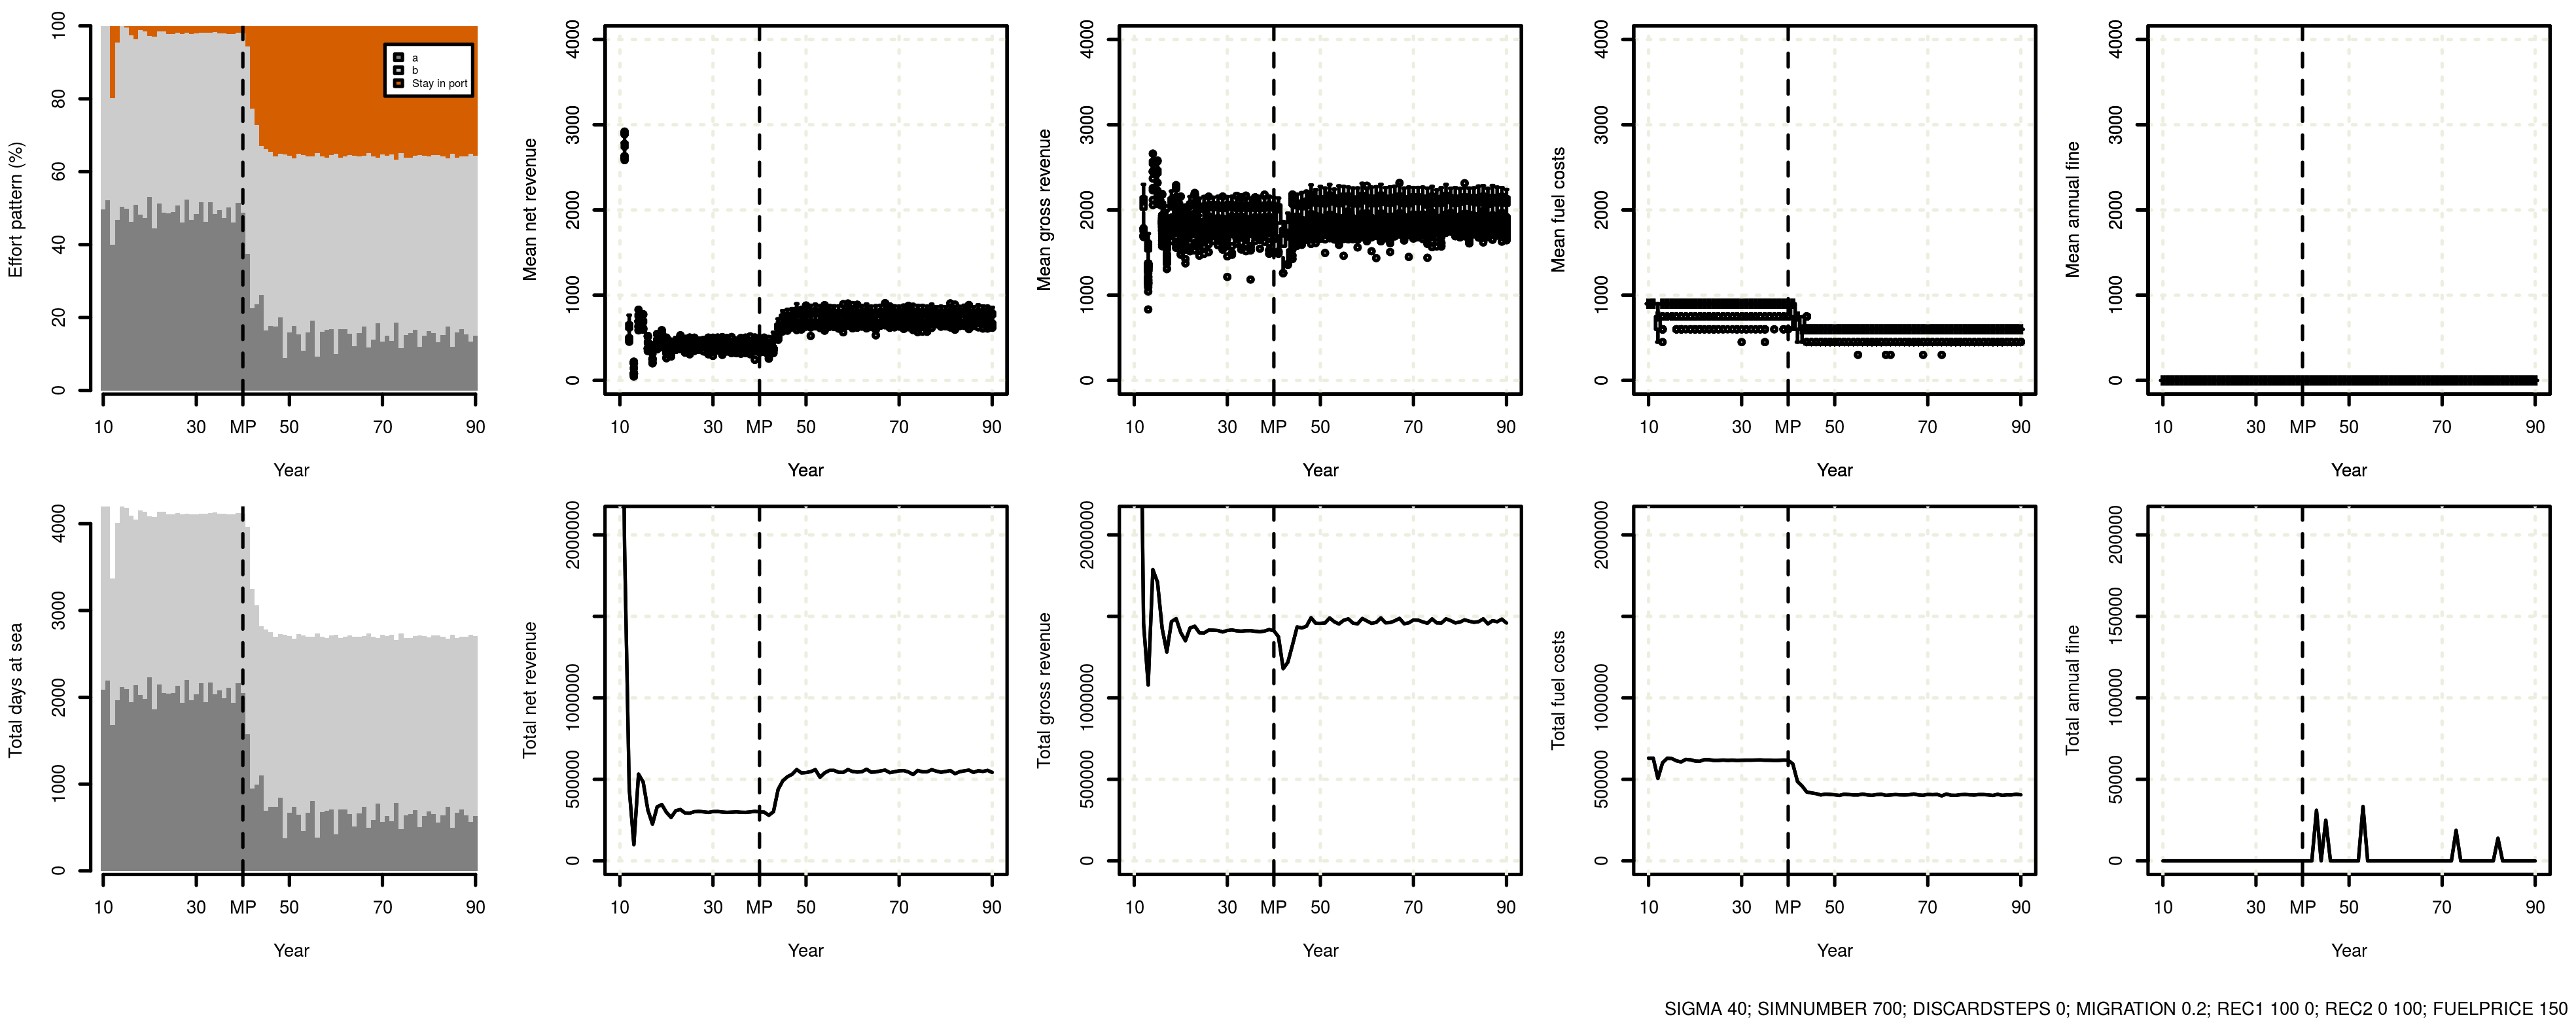 Effort pattern (%)
0 20 40 60 80 100
a
b
Stay in port
10 30 MP 50 70 90
Year
Mean net revenue
0 1000 2000 3000 4000
10 30 MP 50 70 90
Year
Mean gross revenue
0 1000 2000 3000 4000
10 30 MP 50 70 90
Year
Mean fuel costs
0 1000 2000 3000 4000
10 30 MP 50 70 90
Year
Mean annual fine
0 1000 2000 3000 4000
10 30 MP 50 70 90
Year
Total days at sea
0 1000 2000 3000 4000
10 30 MP 50 70 90
Year
Total net revenue
0 500000 1000000 2000000
10 30 MP 50 70 90
Year
Total gross revenue
0 500000 1000000 2000000
10 30 MP 50 70 90
Year
Total fuel costs
0 500000 1000000 2000000
10 30 MP 50 70 90
Year
Total annual fine
0 50000 100000 150000 200000
10 30 MP 50 70 90
Year
SIGMA 40; SIMNUMBER 700; DISCARDSTEPS 0; MIGRATION 0.2; REC1 100 0; REC2 0 100; FUELPRICE 150